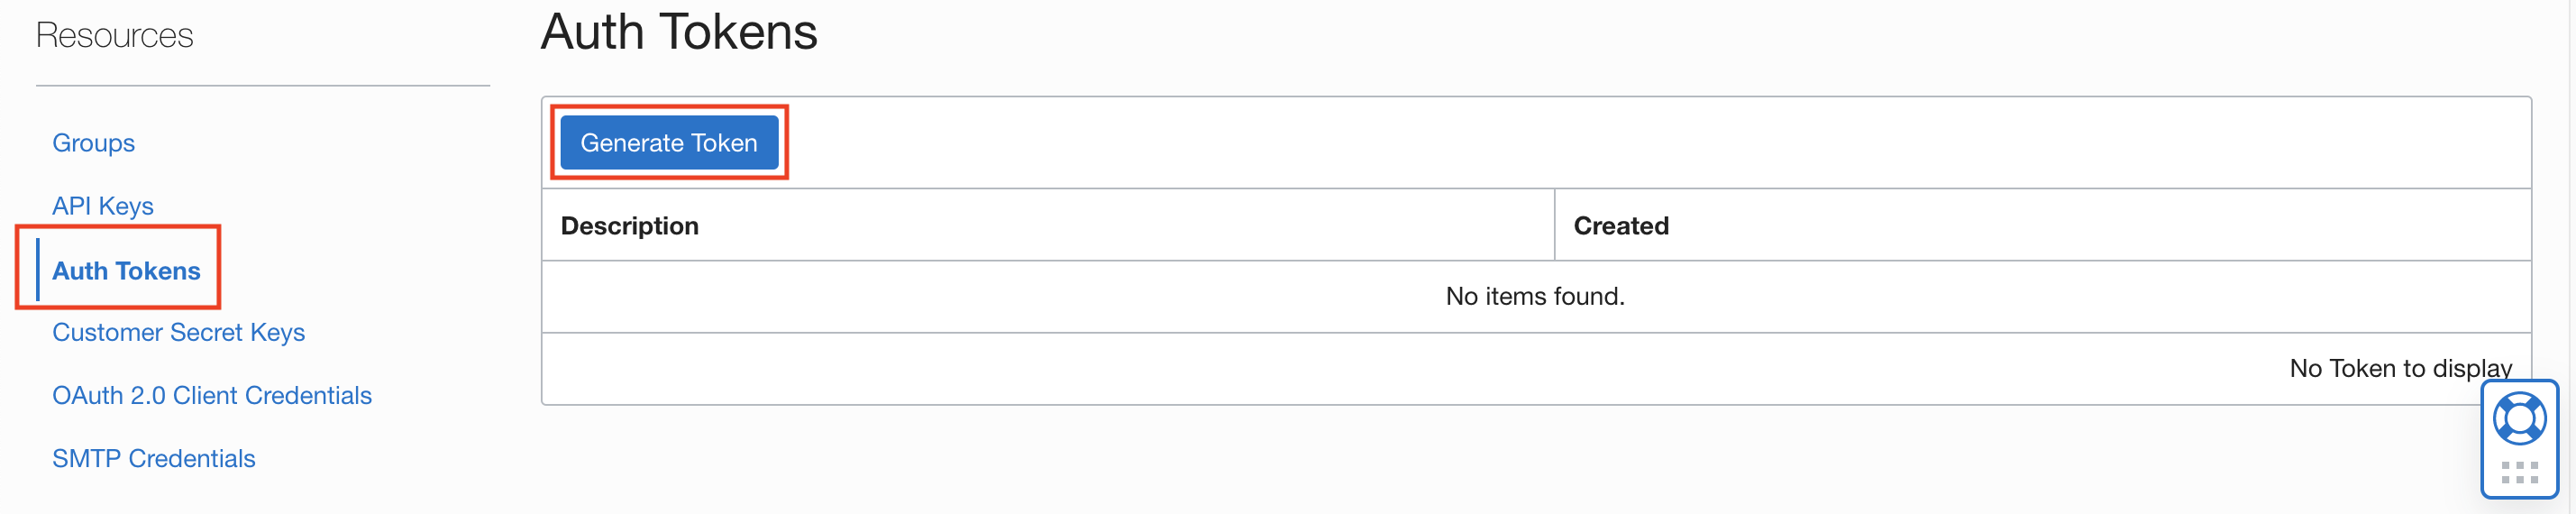 Resources
Groups
API Keys
Auth Tokens
Customer Secret Keys
OAuth 2.0 Client Credentials
SMTP Credentials
Auth Tokens
Generate Token
Description
Created
No items found.
No Token to display